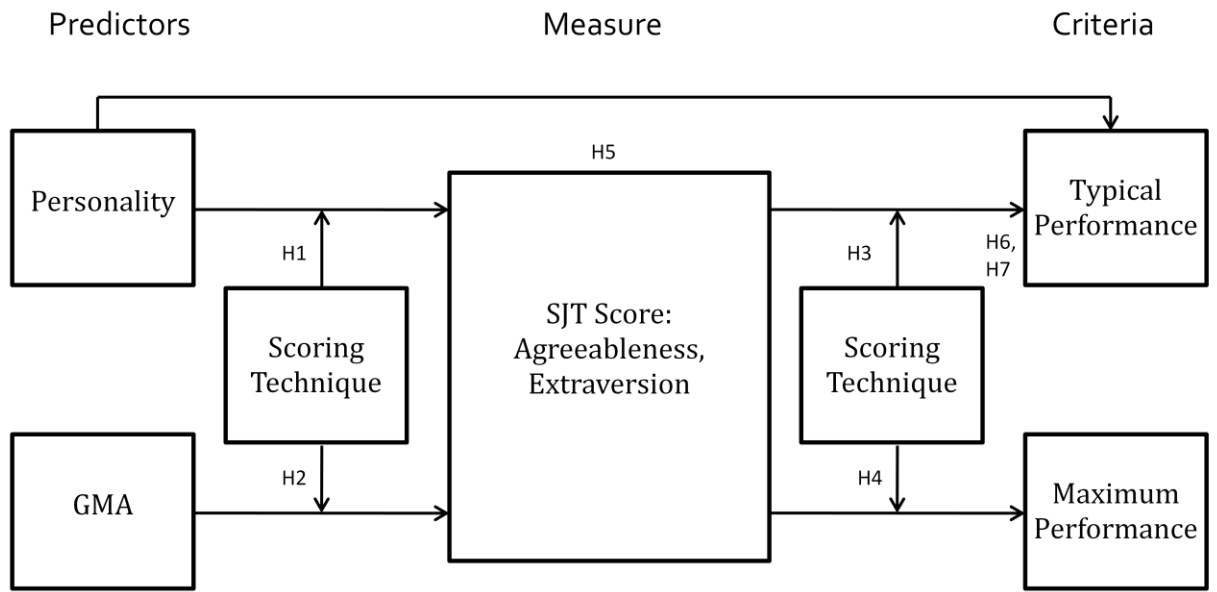 Predictors
Measure
Criteria
H5
Personality
Typical
Performance
H1
H3
H6,
H7
SJT Score:
Agreeableness,
Extraversion
Scoring
Technique
Scoring
Technique
H2
H4
GMA
Maximum
Performance